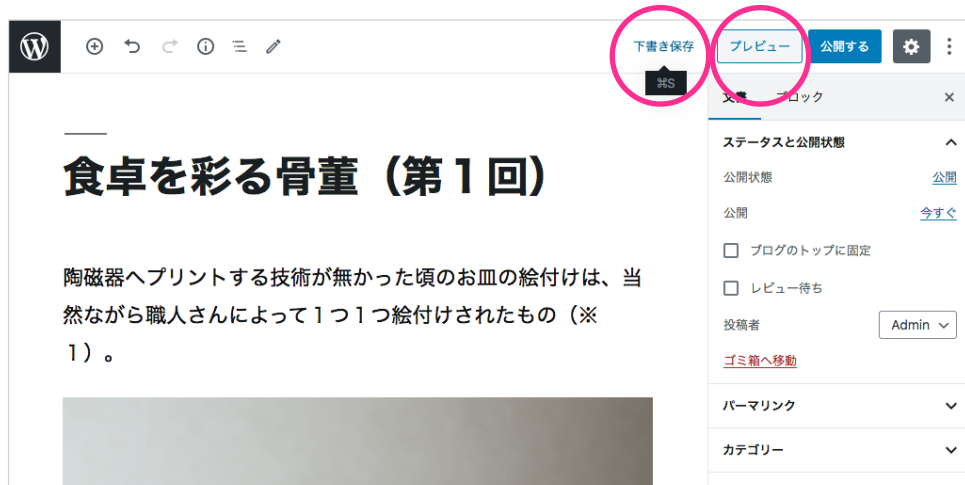 下書き保存 プレビュー 公開する
⌘S
文書 ブロック
食卓を彩る骨董（第１回）
陶磁器へプリントする技術が無かった頃のお皿の絵付けは、当
然ながら職人さんによって１つ１つ絵付けされたもの（※
１）。
ステータスと公開状態
公開状態 公開
公開 今すぐ
ブログのトップに固定
レビュー待ち
投稿者 Admin
ゴミ箱へ移動
パーマリンク
カテゴリー